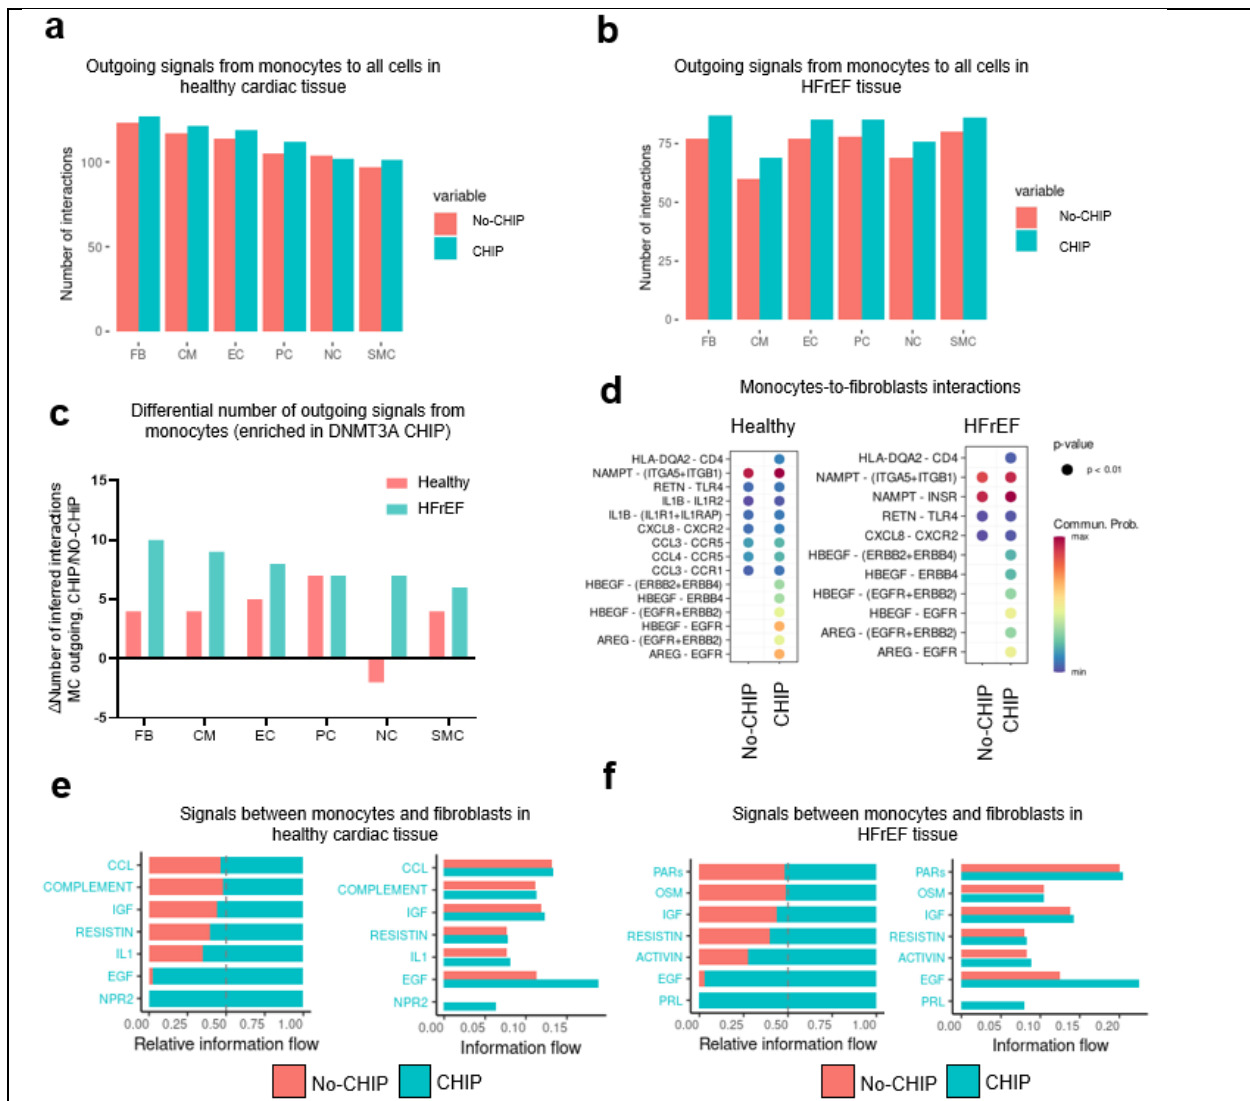 a
Outgoing signals from monocytes to all cells in
healthy cardiac tissue
Number of interactions
100
50
0
FB CM EC PC NC SMC
variable
No-CHIP
CHIP
b
Outgoing signals from monocytes to all cells in
HFrEF tissue
Number of interactions
75
50
25
0
FB CM EC PC NC SMC
variable
No-CHIP
CHIP
c
Differential number of outgoing signals from
monocytes (enriched in DNMT3A CHIP)
ΔNumber of inferred interactions
MC outgoing, CHIP/NO-CHIP
15
10
5
0
-5
FB CM EC PC NC SMC
Healthy
HFrEF
d
Monocytes-to-fibroblasts interactions
Healthy
HLA-DQA2 - CD4
NAMPT - (ITGA5+ITGB1)
RETN - TLR4
IL1B - IL1R2
IL1B - (IL1R1+IL1RAP)
CXCL8 - CXCR2
CCL3 - CCR5
CCL4 - CCR5
CCL3 - CCR1
HBEGF - (ERBB2+ERBB4)
HBEGF - ERBB4
HBEGF - (EGFR+ERBB2)
HBEGF - EGFR
AREG - (EGFR+ERBB2)
AREG - EGFR
No-CHIP
CHIP
HFrEF
HLA-DQA2 - CD4
NAMPT - (ITGA5+ITGB1)
NAMPT - INSR
RETN - TLR4
CXCL8 - CXCR2
HBEGF - (ERBB2+ERBB4)
HBEGF - ERBB4
HBEGF - (EGFR+ERBB2)
HBEGF - EGFR
AREG - (EGFR+ERBB2)
AREG - EGFR
No-CHIP
CHIP
p-value
p < 0.01
Commun. Prob.
max
min
e
Signals between monocytes and fibroblasts in
healthy cardiac tissue
CCL
COMPLEMENT
IGF
RESISTIN
IL1
EGF
NPR2
0.00 0.25 0.50 0.75 1.00
Relative information flow
CCL
COMPLEMENT
IGF
RESISTIN
IL1
EGF
NPR2
0.00 0.05 0.10 0.15
Information flow
No-CHIP
CHIP
f
Signals between monocytes and fibroblasts in
HFrEF tissue
PARs
OSM
IGF
RESISTIN
ACTIVIN
EGF
PRL
0.00 0.25 0.50 0.75 1.00
Relative information flow
PARs
OSM
IGF
RESISTIN
ACTIVIN
EGF
PRL
0.00 0.05 0.10 0.15 0.20
Information flow
No-CHIP
CHIP